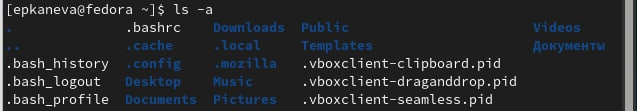 [epkaneva@fedora ~]$ ls -a
. .bashrc Downloads Public Videos
.. .cache .local Templates Документы
.bash_history .config .mozilla .vboxclient-clipboard.pid
.bash_logout Desktop Music .vboxclient-draganddrop.pid
.bash_profile Documents Pictures .vboxclient-seamless.pid